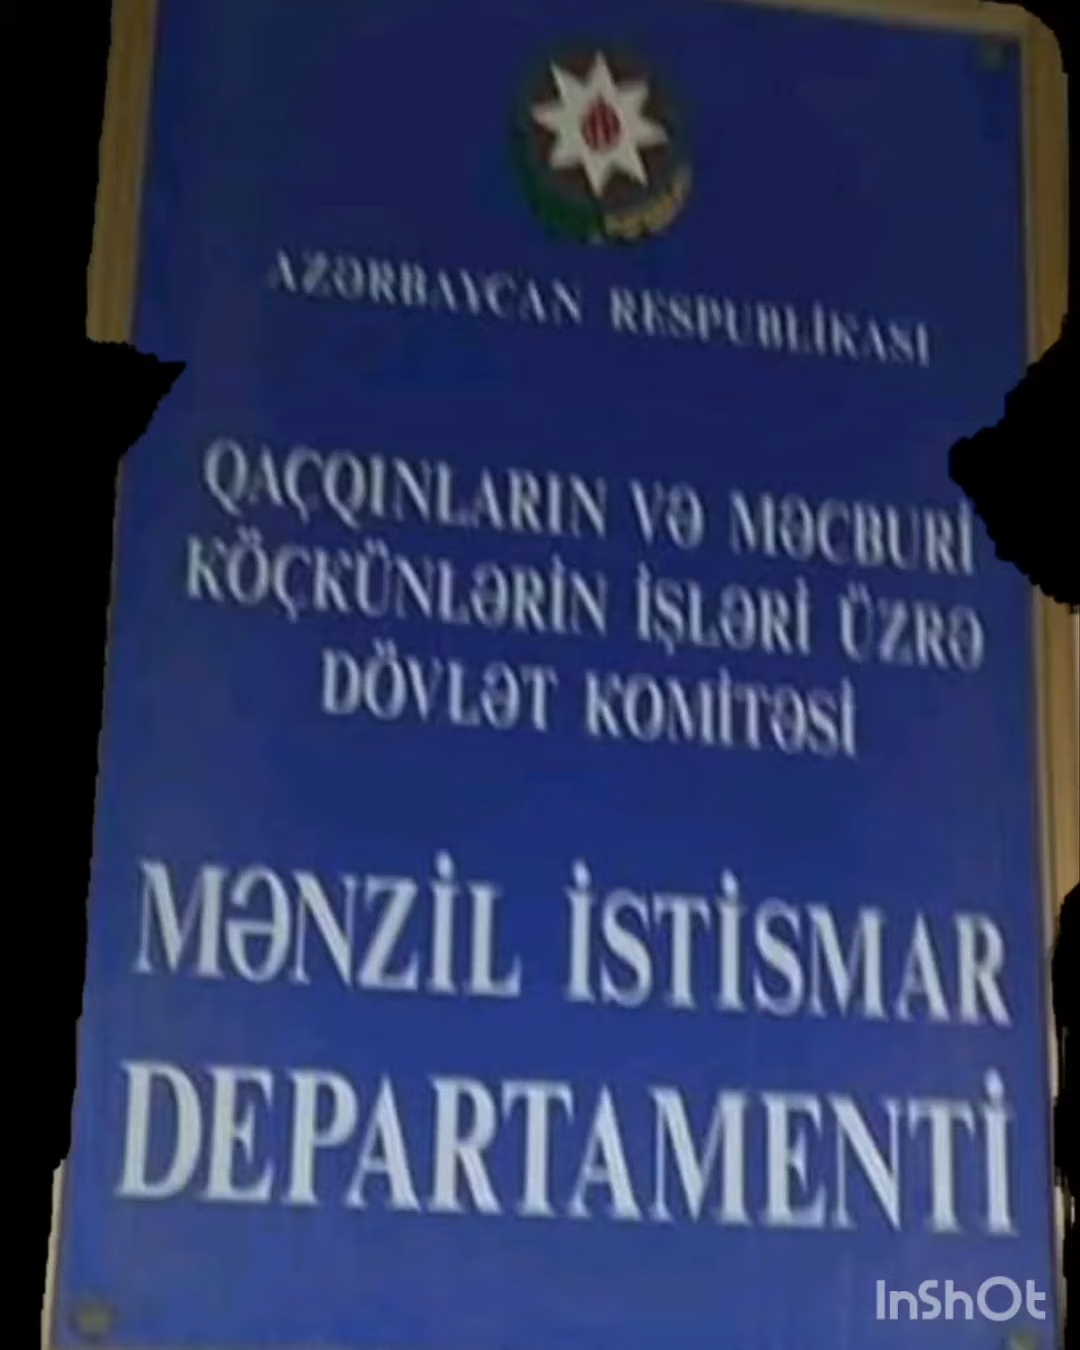 AZƏRBAYCAN RESPUBLİKASI
QAÇQINLARIN VƏ MƏCBURİ
KÖÇKÜNLƏRİN İŞLƏRİ ÜZRƏ
DÖVLƏT KOMİTƏSİ
MƏNZİL İSTİSMAR
DEPARTAMENTİ
InShOt